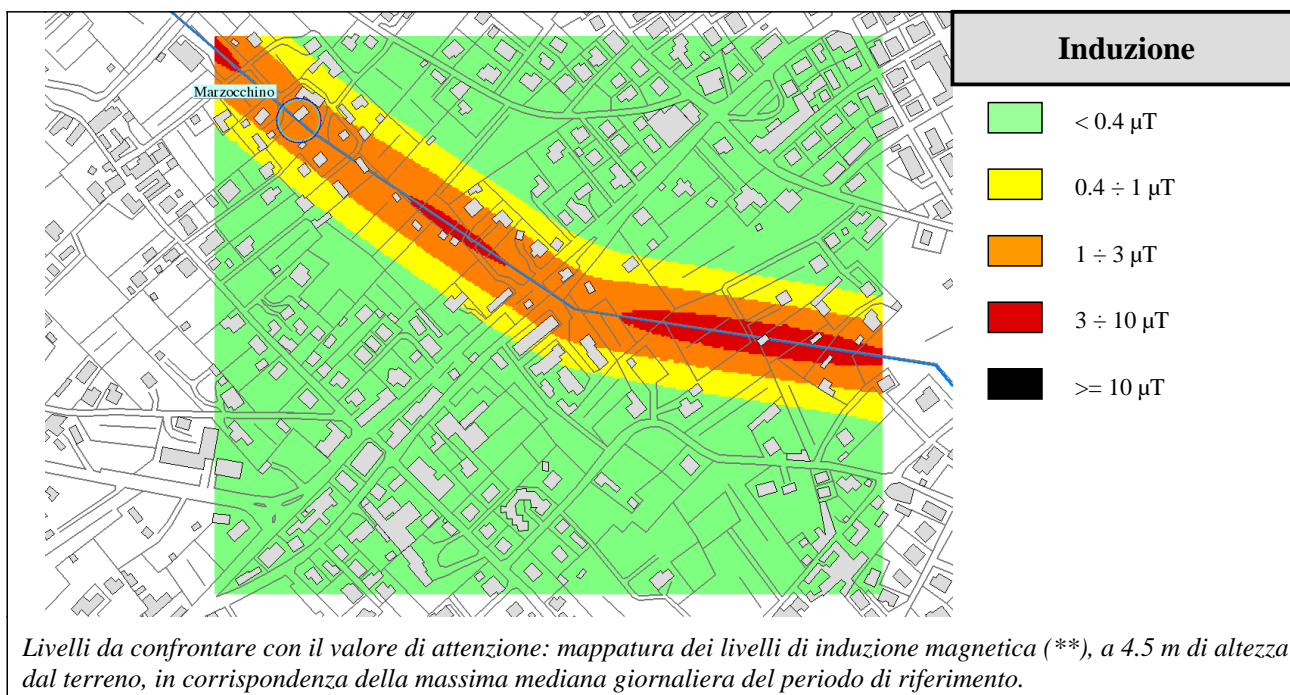 Marzocchino
Induzione
< 0.4 µT
0.4 ÷ 1 µT
1 ÷ 3 µT
3 ÷ 10 µT
>= 10 µT
Livelli da confrontare con il valore di attenzione: mappatura dei livelli di induzione magnetica (**), a 4.5 m di altezza
dal terreno, in corrispondenza della massima mediana giornaliera del periodo di riferimento.